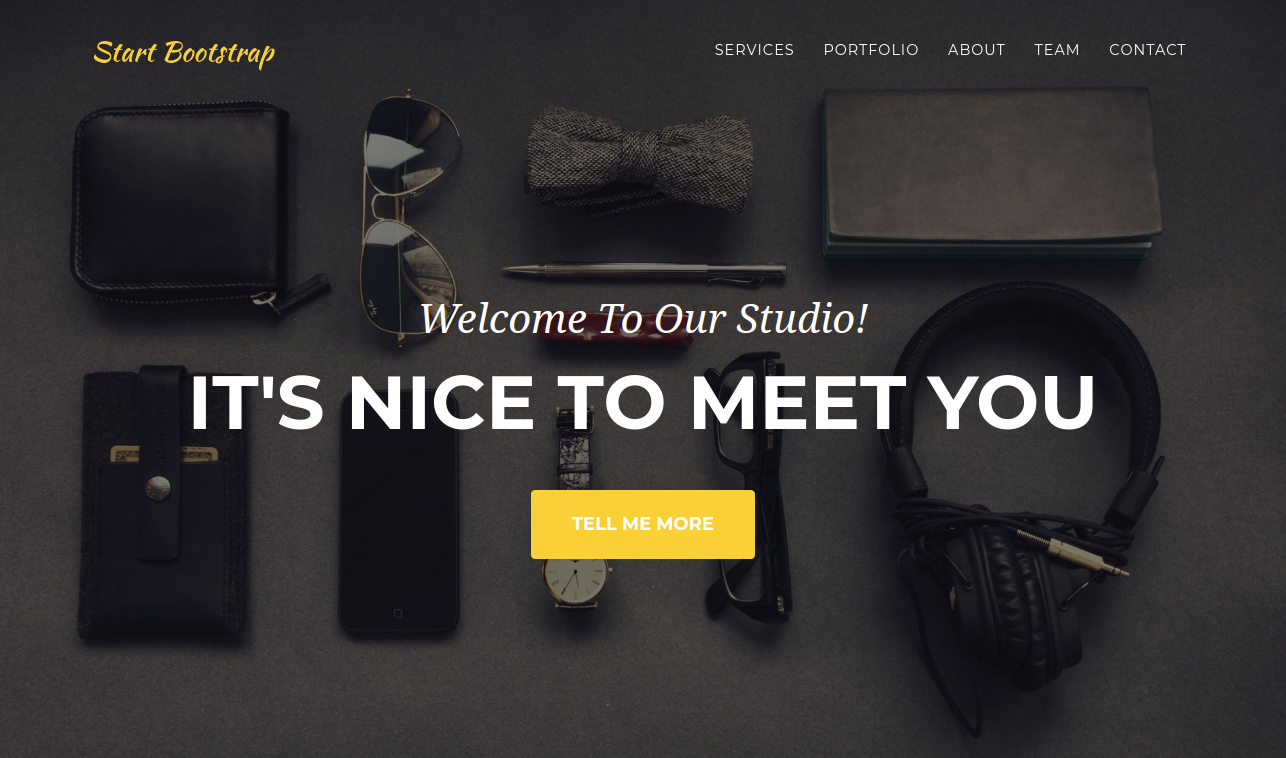 Start Bootstrap
SERVICES PORTFOLIO ABOUT TEAM CONTACT
Welcome To Our Studio!
IT'S NICE TO MEET YOU
TELL ME MORE